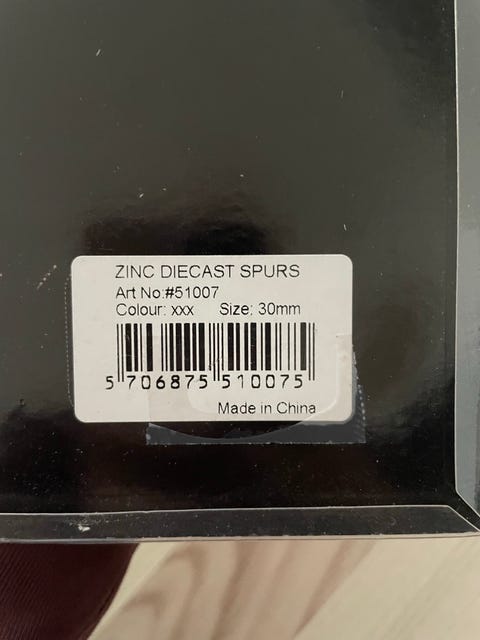 ZINC DIECAST SPURS
Art No.#51007
Colour: xxx Size: 30mm
5 706875 510075
Made in China